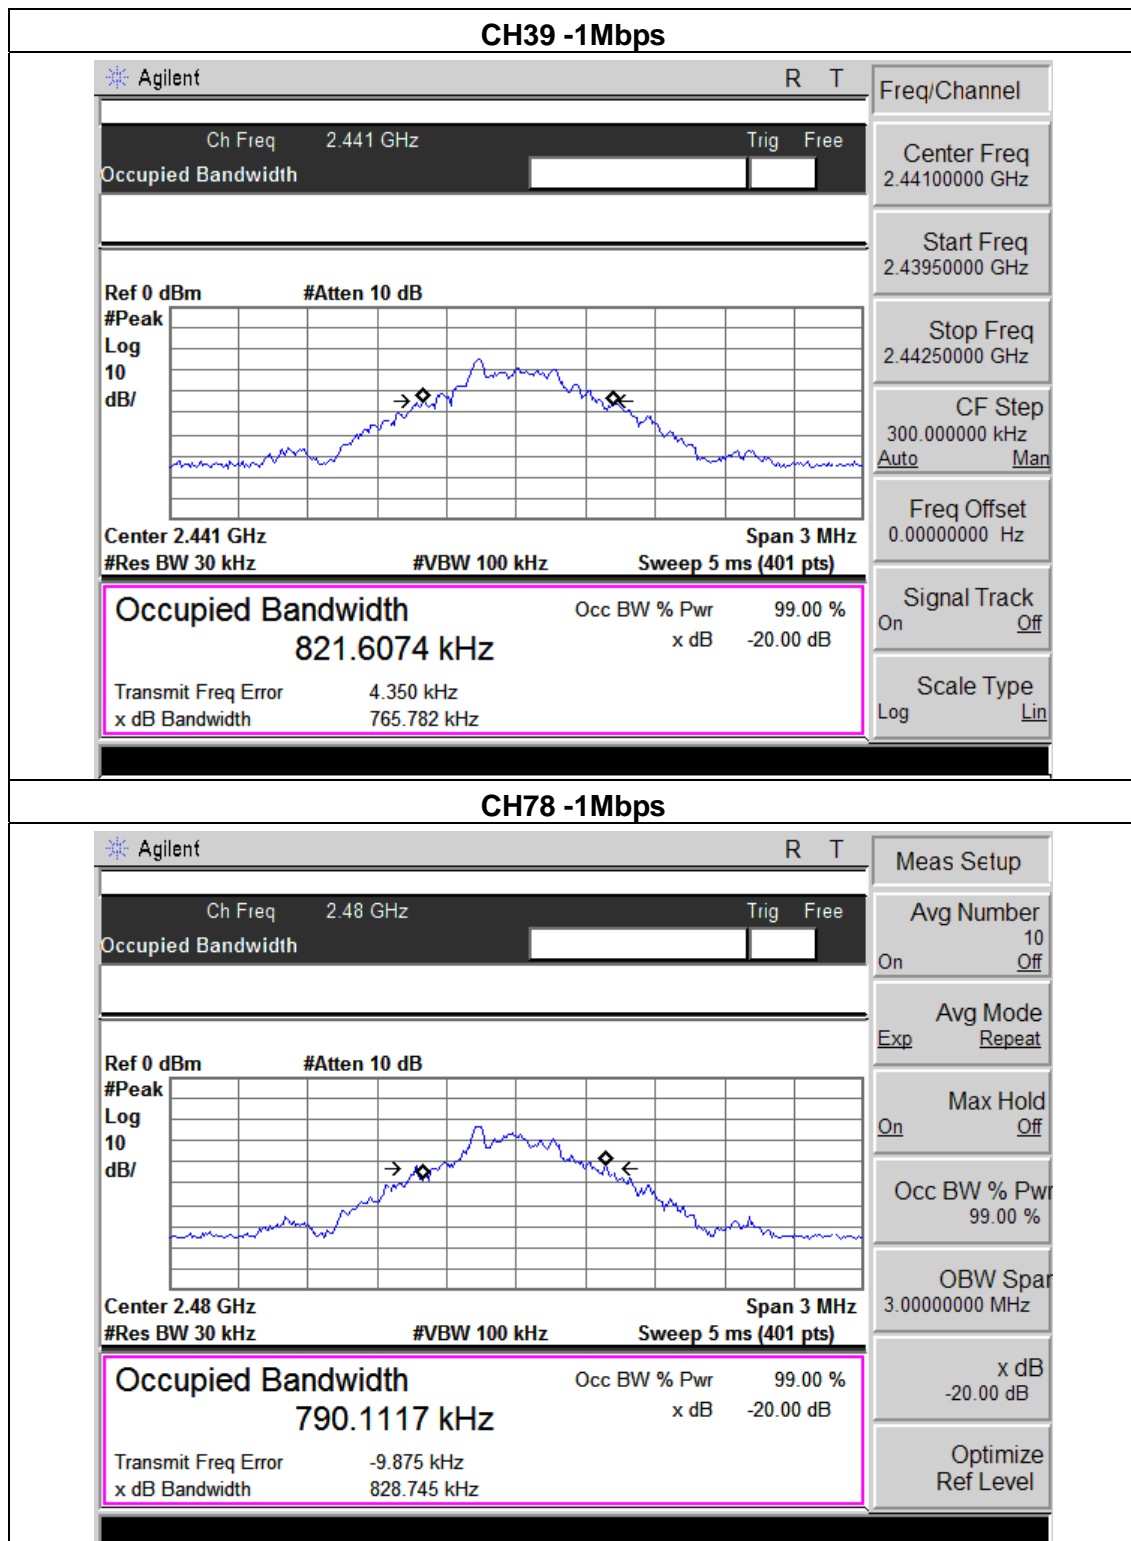 CH39 -1Mbps
Agilent R T
Freq/Channel
Ch Freq 2.441 GHz Trig Free
Occupied Bandwidth
Center Freq
2.44100000 GHz
Start Freq
2.43950000 GHz
Stop Freq
2.44250000 GHz
CF Step
300.000000 kHz
Auto Man
Freq Offset
0.00000000 Hz
Signal Track
On Off
Scale Type
Log Lin
Ref 0 dBm #Atten 10 dB
#Peak
Log
10
dB/
Center 2.441 GHz Span 3 MHz
#Res BW 30 kHz #VBW 100 kHz Sweep 5 ms (401 pts)
Occupied Bandwidth Occ BW % Pwr 99.00 %
821.6074 kHz x dB -20.00 dB
Transmit Freq Error 4.350 kHz
x dB Bandwidth 765.782 kHz
CH78 -1Mbps
Agilent R T
Meas Setup
Ch Freq 2.48 GHz Trig Free
Occupied Bandwidth
Avg Number
10
On Off
Avg Mode
Exp Repeat
Max Hold
On Off
Occ BW % Pwr
99.00 %
OBW Span
3.00000000 MHz
x dB
-20.00 dB
Optimize
Ref Level
Ref 0 dBm #Atten 10 dB
#Peak
Log
10
dB/
Center 2.48 GHz Span 3 MHz
#Res BW 30 kHz #VBW 100 kHz Sweep 5 ms (401 pts)
Occupied Bandwidth Occ BW % Pwr 99.00 %
790.1117 kHz x dB -20.00 dB
Transmit Freq Error -9.875 kHz
x dB Bandwidth 828.745 kHz